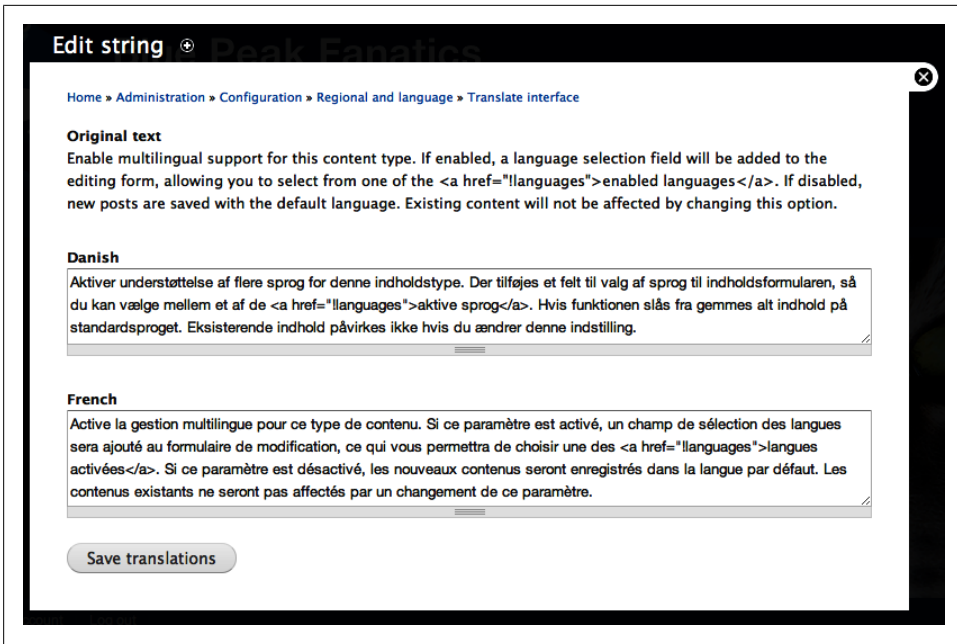 Edit string
Peak Fanatics
Home » Administration » Configuration » Regional and language » Translate interface
Original text
Enable multilingual support for this content type. If enabled, a language selection field will be added to the
editing form, allowing you to select from one of the <a href="!languages">enabled languages</a>. If disabled,
new posts are saved with the default language. Existing content will not be affected by changing this option.
Danish
Aktiver understøttelse af flere sprog for denne indholdstype. Der tilføjes et felt til valg af sprog til indholdsformularen, så
du kan vælge mellem et af de <a href="!languages">aktive sprog</a>. Hvis funktionen slås fra gemmes alt indhold på
standardsproget. Eksisterende indhold påvirkes ikke hvis du ændrer denne indstilling.
French
Active la gestion multilingue pour ce type de contenu. Si ce paramètre est activé, un champ de sélection des langues
sera ajouté au formulaire de modification, ce qui vous permettra de choisir une des <a href="!languages">langues
activées</a>. Si ce paramètre est désactivé, les nouveaux contenus seront enregistrés dans la langue par défaut. Les
contenus existants ne seront pas affectés par un changement de ce paramètre.
Save translations
Log out